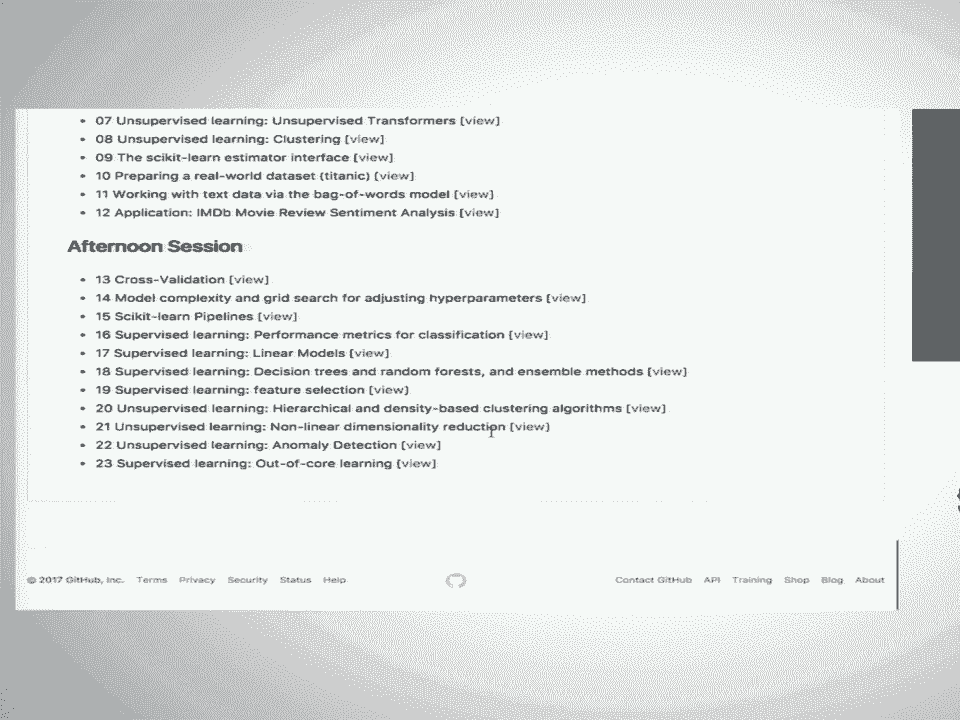 07 Unsupervised learning: Unsupervised Transformers [view]
08 Unsupervised learning: Clustering [view]
09 The scikit-learn estimator interface [view]
10 Preparing a real-world dataset (titanic) [view]
11 Working with text data via the bag-of-words model [view]
12 Application: IMDb Movie Review Sentiment Analysis [view]
Afternoon Session
13 Cross-Validation [view]
14 Model complexity and grid search for adjusting hyperparameters [view]
15 Scikit-learn Pipelines [view]
16 Supervised learning: Performance metrics for classification [view]
17 Supervised learning: Linear Models [view]
18 Supervised learning: Decision trees and random forests, and ensemble methods [view]
19 Supervised learning: feature selection [view]
20 Unsupervised learning: Hierarchical and density-based clustering algorithms [view]
21 Unsupervised learning: Non-linear dimensionality reduction [view]
22 Unsupervised learning: Anomaly Detection [view]
23 Supervised learning: Out-of-core learning [view]
© 2017 GitHub, Inc. Terms Privacy Security Status Help Contact GitHub API Training Shop Blog About